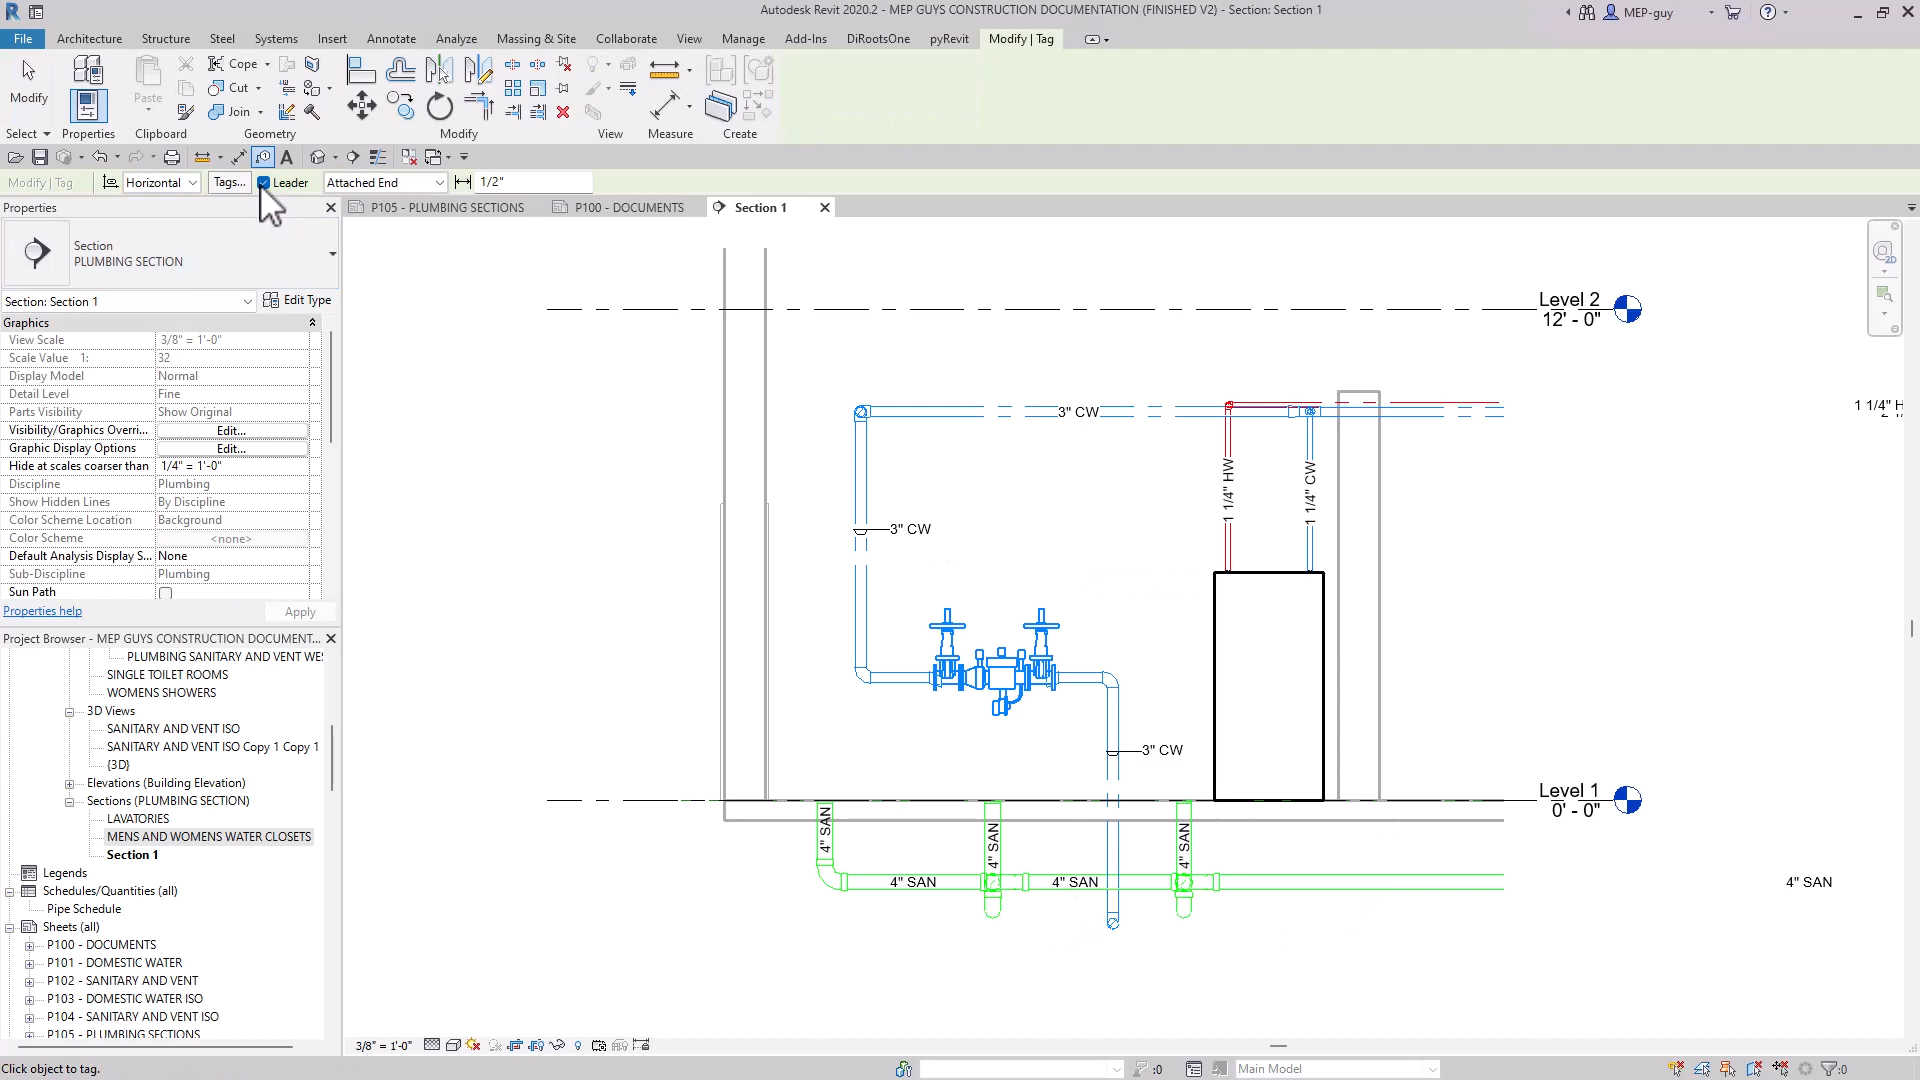 Autodesk Revit 2020.2 - MEP GUYS CONSTRUCTION DOCUMENTATION (FINISHED V2) - Section: Section 1
MEP-guy
File Architecture Structure Steel Systems Insert Annotate Analyze Massing & Site Collaborate View Manage Add-Ins DiRootsOne pyRevit Modify | Tag
Modify
Paste
Cope
Cut
Join
Select Properties Clipboard Geometry Modify View Measure Create
Modify | Tag Horizontal Tags... Leader Attached End 1/2"
Properties
P105 - PLUMBING SECTIONS P100 - DOCUMENTS Section 1
Section
PLUMBING SECTION
Section: Section 1 Edit Type
Graphics
View Scale 3/8" = 1'-0"
Scale Value 1: 32
Display Model Normal
Detail Level Fine
Parts Visibility Show Original
Visibility/Graphics Overri... Edit...
Graphic Display Options Edit...
Hide at scales coarser than 1/4" = 1'-0"
Discipline Plumbing
Show Hidden Lines By Discipline
Color Scheme Location Background
Color Scheme <none>
Default Analysis Display S... None
Sub-Discipline Plumbing
Sun Path
Properties help Apply
Project Browser - MEP GUYS CONSTRUCTION DOCUMENT...
PLUMBING SANITARY AND VENT WES
SINGLE TOILET ROOMS
WOMENS SHOWERS
3D Views
SANITARY AND VENT ISO
SANITARY AND VENT ISO Copy 1 Copy 1
{3D}
Elevations (Building Elevation)
Sections (PLUMBING SECTION)
LAVATORIES
MENS AND WOMENS WATER CLOSETS
Section 1
Legends
Schedules/Quantities (all)
Pipe Schedule
Sheets (all)
P100 - DOCUMENTS
P101 - DOMESTIC WATER
P102 - SANITARY AND VENT
P103 - DOMESTIC WATER ISO
P104 - SANITARY AND VENT ISO
P105 - PLUMBING SECTIONS
2D
Level 2
12' - 0"
1 1/4" H
3" CW
1 1/4" HW
1 1/4" CW
3" CW
3" CW
Level 1
0' - 0"
4" SAN
4" SAN
4" SAN
4" SAN
4" SAN
4" SAN
3/8" = 1'-0"
Click object to tag.
:0
Main Model
:0